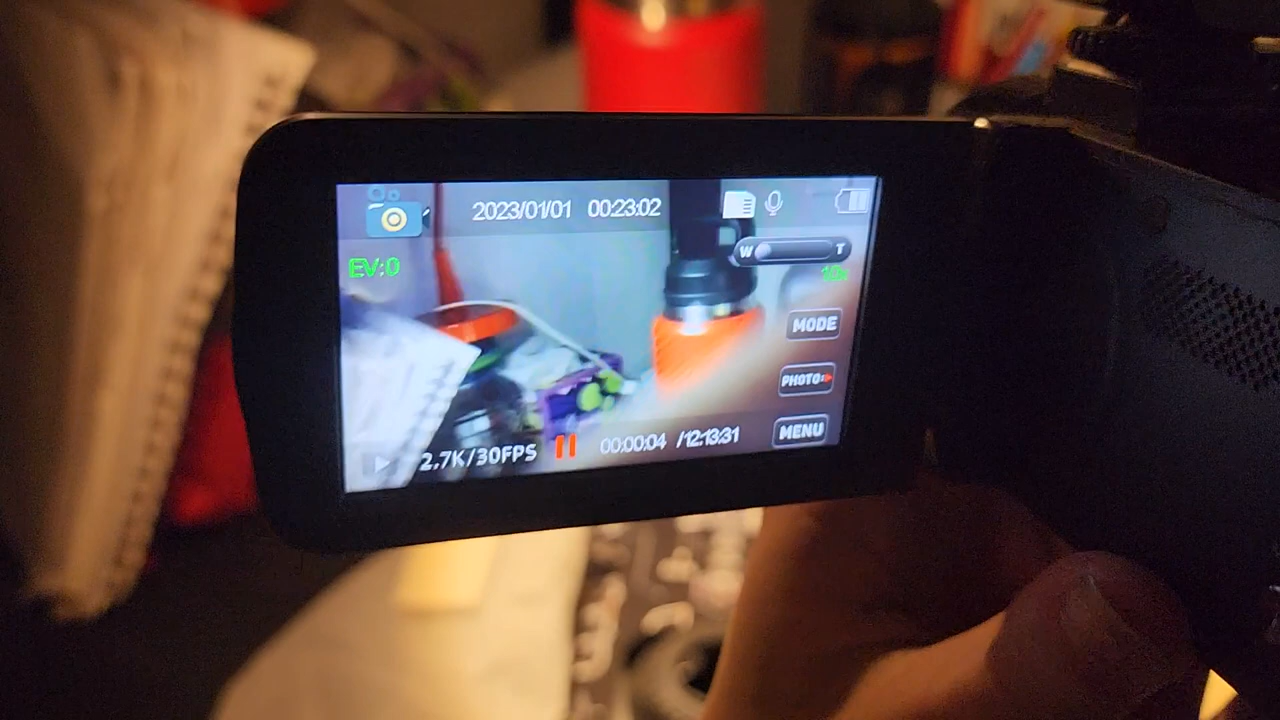 2023/01/01 00:23:02
W T
EV:0
MODE
PHOTO
MENU
2.7K/30FPS 00:00:04 /12:13:31